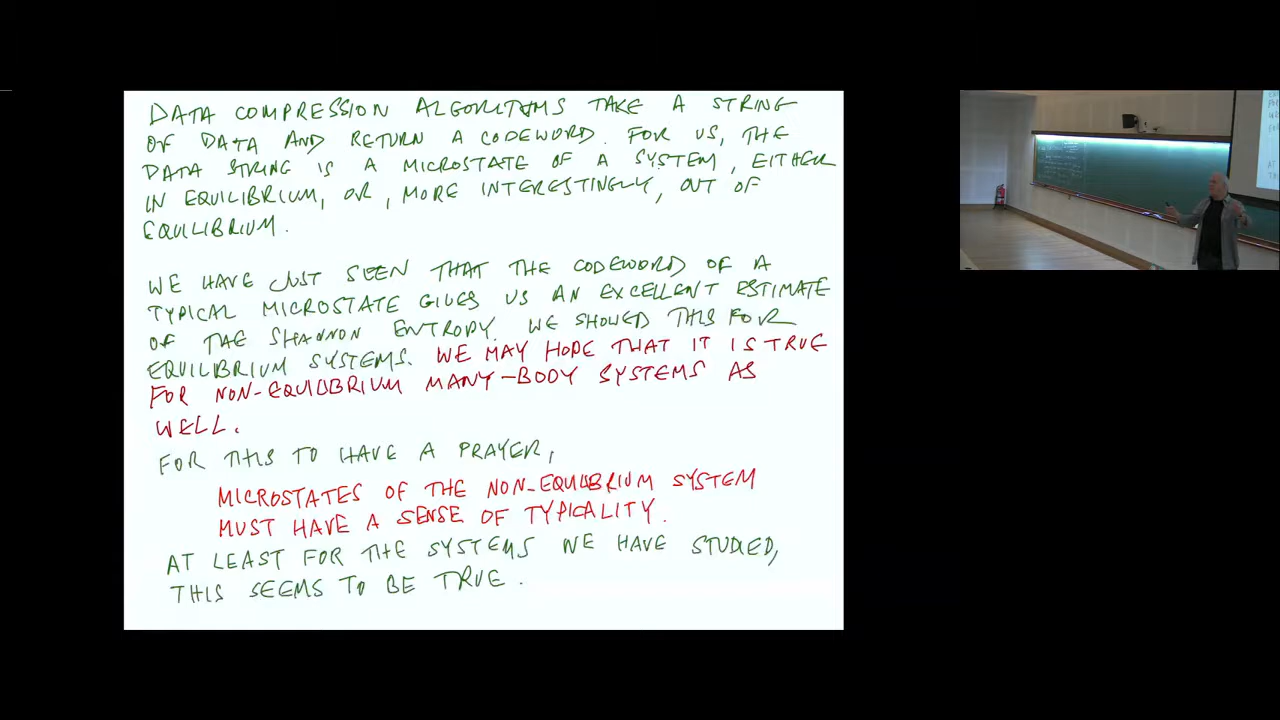 DATA COMPRESSION ALGORITHMS TAKE A STRING
OF DATA AND RETURN A CODEWORD. FOR US, THE
DATA STRING IS A MICROSTATE OF A SYSTEM, EITHER
IN EQUILIBRIUM, OR, MORE INTERESTINGLY, OUT OF
EQUILIBRIUM.
WE HAVE JUST SEEN THAT THE CODEWORD OF A
TYPICAL MICROSTATE GIVES US AN EXCELLENT ESTIMATE
OF THE SHANNON ENTROPY. WE SHOWED THIS FOR
EQUILIBRIUM SYSTEMS. WE MAY HOPE THAT IT IS TRUE
FOR NON-EQUILIBRIUM MANY-BODY SYSTEMS AS
WELL.
FOR THIS TO HAVE A PRAYER,
MICROSTATES OF THE NON-EQUILIBRIUM SYSTEM
MUST HAVE A SENSE OF TYPICALITY.
AT LEAST FOR THE SYSTEMS WE HAVE STUDIED,
THIS SEEMS TO BE TRUE.